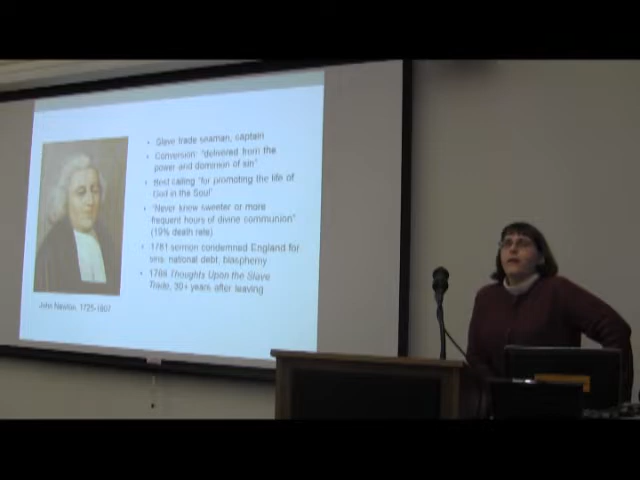 • Slave trade seaman, captain
• Conversion: "delivered from the
power and dominion of sin"
• Best calling "for promoting the life of
God in the Soul"
• "Never knew sweeter or more
frequent hours of divine communion"
(19% death rate)
• 1781 sermon condemned England for
sins: national debt, blasphemy
• 1788 Thoughts Upon the Slave
Trade, 30+ years after leaving
John Newton, 1725-1807